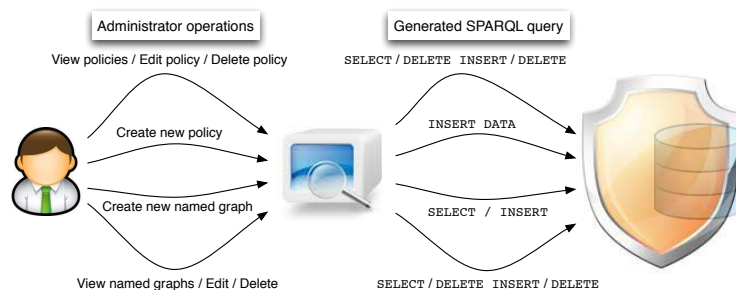 Administrator operations
Generated SPARQL query
View policies / Edit policy / Delete policy
SELECT / DELETE INSERT / DELETE
Create new policy
INSERT DATA
Create new named graph
SELECT / INSERT
View named graphs / Edit / Delete
SELECT / DELETE INSERT / DELETE